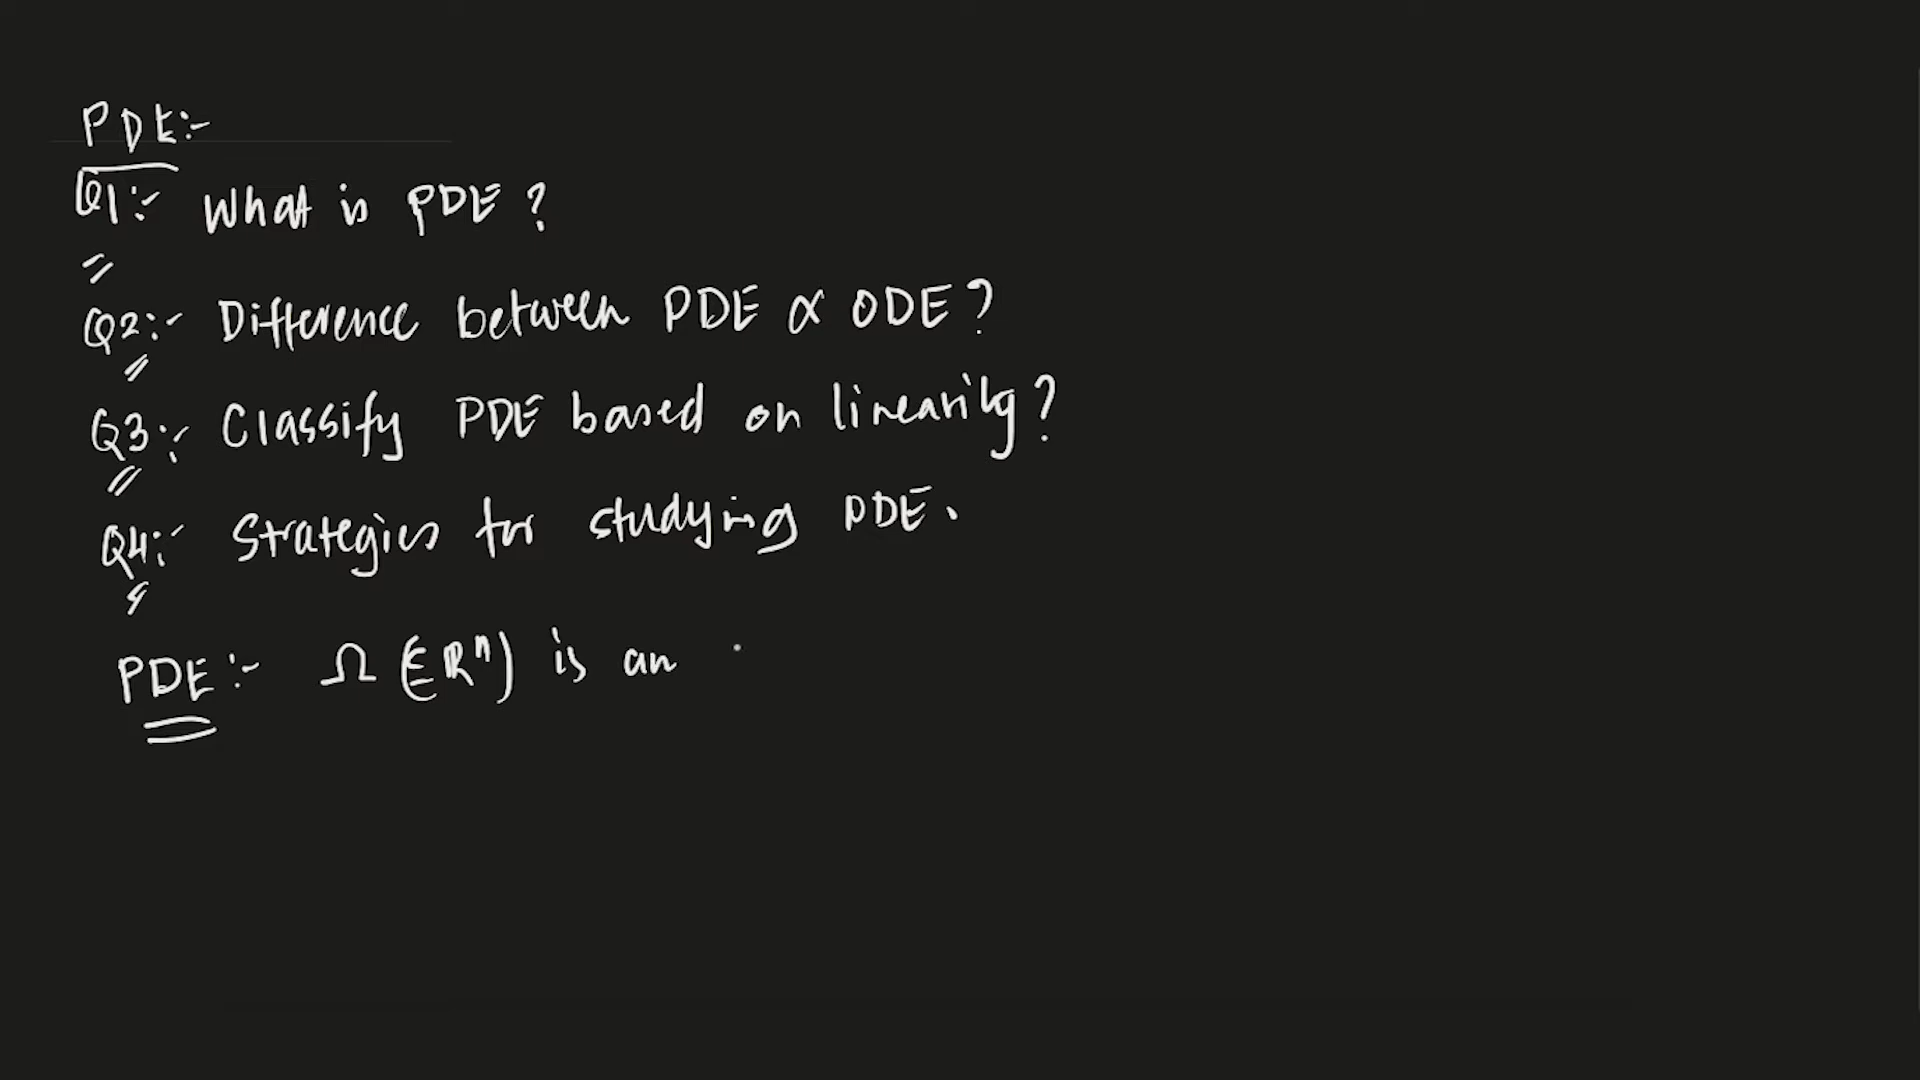 PDE:-
Q1:- What is PDE?
Q2:- Difference between PDE & ODE?
Q3:- Classify PDE based on linearity?
Q4:- Strategies for studying PDE.
PDE:- Ω (∈ ℝⁿ) is an